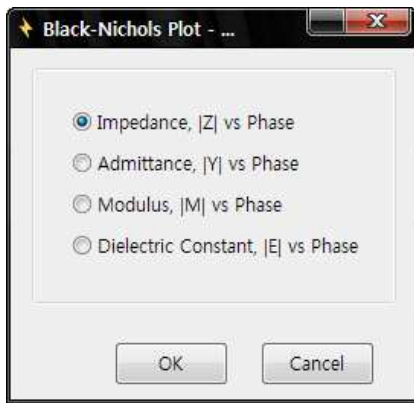 Black-Nichols Plot - ...
Impedance, |Z| vs Phase
Admittance, |Y| vs Phase
Modulus, |M| vs Phase
Dielectric Constant, |E| vs Phase
OK
Cancel